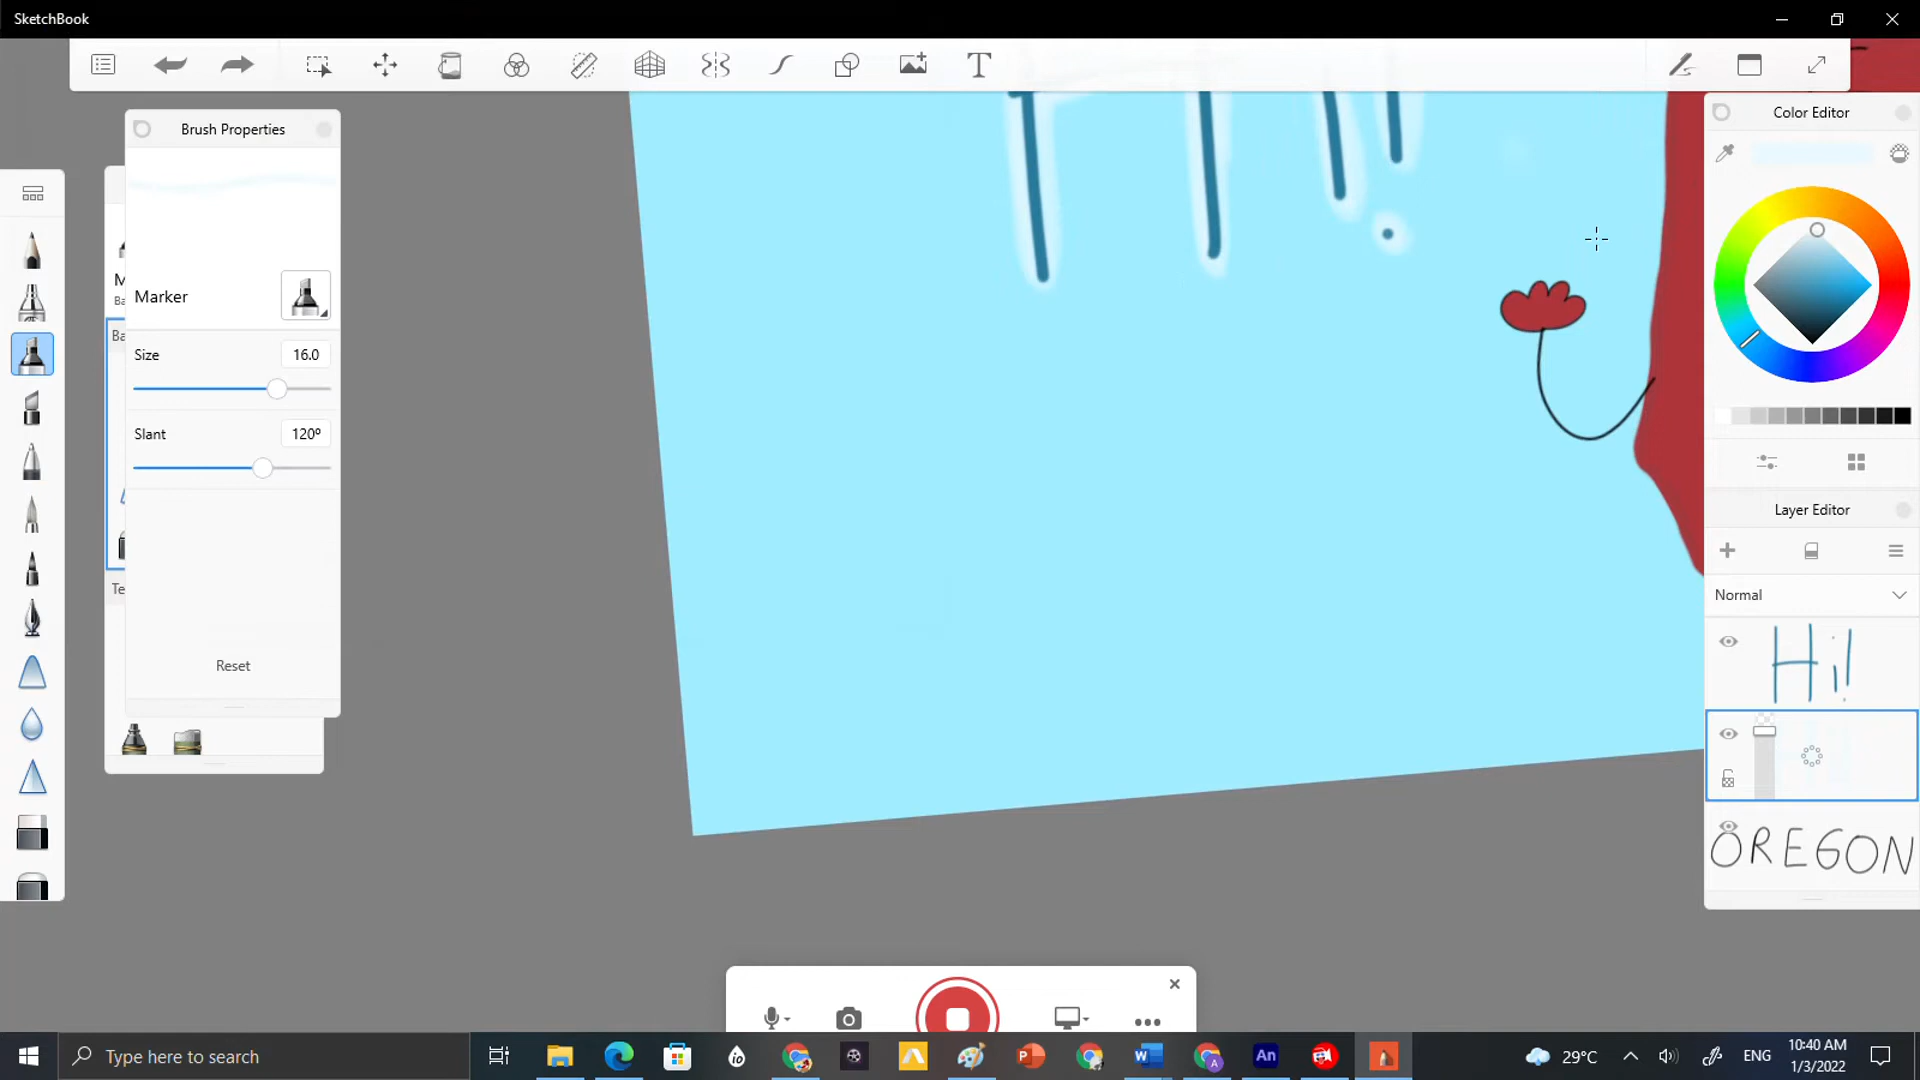 SketchBook
Brush Properties
Color Editor
Marker
Size 16.0
Slant 120º
Reset
Layer Editor
Normal
Hi!
OREGON
Type here to search
29°C
ENG
10:40 AM
1/3/2022